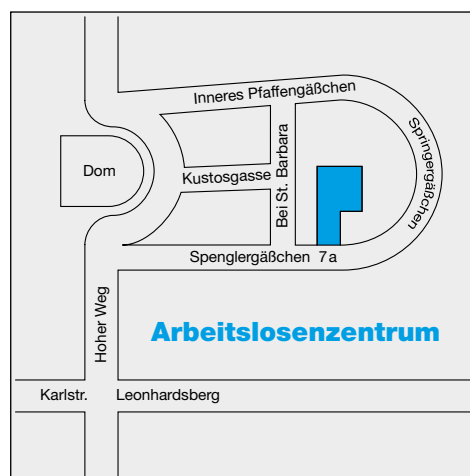 Inneres Pfaffengäßchen
Springergäßchen
Dom
Kustosgasse
Bei St. Barbara
Spenglergäßchen 7a
Hoher Weg
Arbeitslosenzentrum
Karlstr. Leonhardsberg